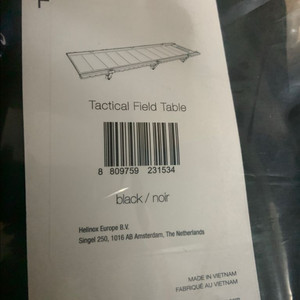 Tactical Field Table
8 809759 231534
black / noir
Helinox Europe B.V.
Singel 250, 1016 AB Amsterdam, The Netherlands
MADE IN VIETNAM
FABRIQUÉ AU VIETNAM